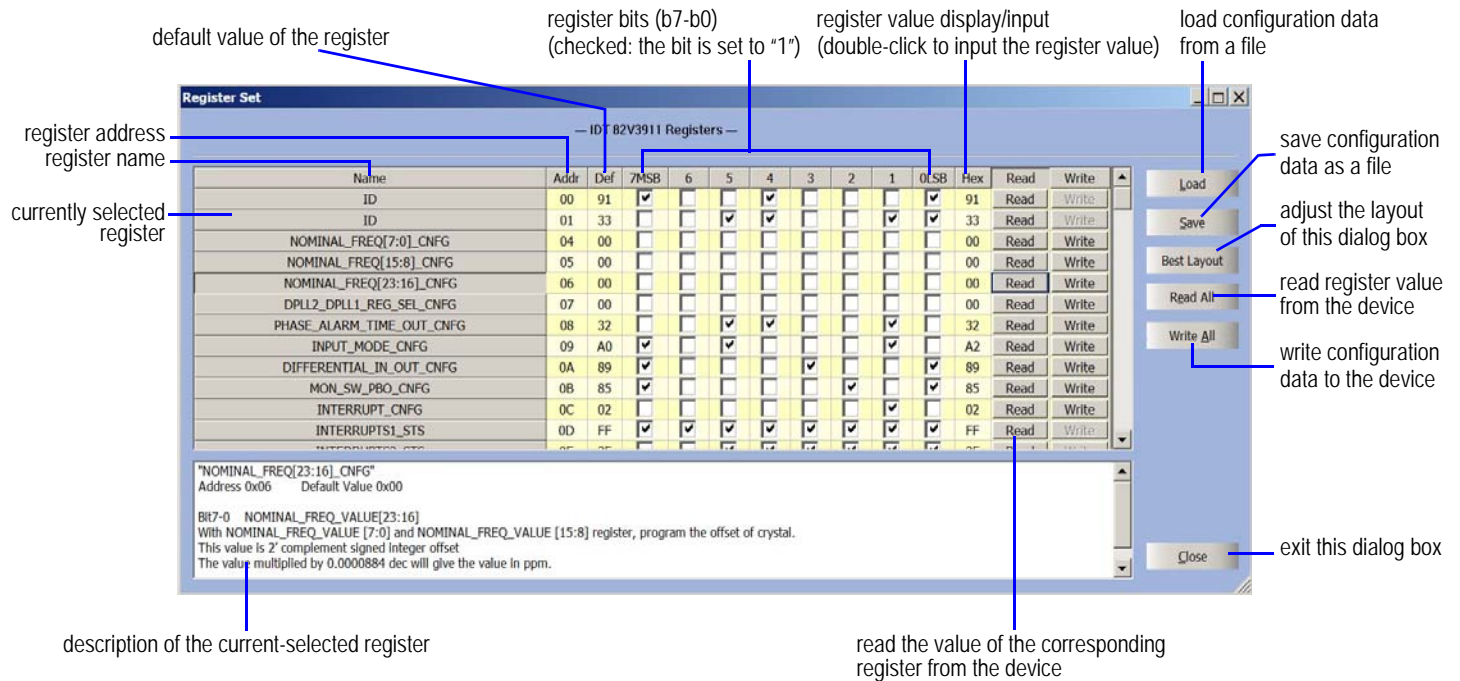 register bits (b7-b0)
(checked: the bit is set to “1”)
register value display/input
(double-click to input the register value)
load configuration data
from a file
default value of the register
Register Set
— IDT 82V3911 Registers —
register address
register name
currently selected
register
save configuration
data as a file
adjust the layout
of this dialog box
read register value
from the device
write configuration
data to the device
exit this dialog box
Name Addr Def 7MSB 6 5 4 3 2 1 0LSB Hex Read Write
ID 00 91 91 Read Write
ID 01 33 33 Read Write
NOMINAL_FREQ[7:0]_CNFG 04 00 00 Read Write
NOMINAL_FREQ[15:8]_CNFG 05 00 00 Read Write
NOMINAL_FREQ[23:16]_CNFG 06 00 00 Read Write
DPLL2_DPLL1_REG_SEL_CNFG 07 00 00 Read Write
PHASE_ALARM_TIME_OUT_CNFG 08 32 32 Read Write
INPUT_MODE_CNFG 09 A0 A2 Read Write
DIFFERENTIAL_IN_OUT_CNFG 0A 89 89 Read Write
MON_SW_PBO_CNFG 0B 85 85 Read Write
INTERRUPT_CNFG 0C 02 02 Read Write
INTERRUPTS1_STS 0D FF FF Read Write
Load
Save
Best Layout
Read All
Write All
Close
"NOMINAL_FREQ[23:16]_CNFG"
Address 0x06 Default Value 0x00
Bit7-0 NOMINAL_FREQ_VALUE[23:16]
With NOMINAL_FREQ_VALUE [7:0] and NOMINAL_FREQ_VALUE [15:8] register, program the offset of crystal.
This value is 2' complement signed integer offset
The value multiplied by 0.0000884 dec will give the value in ppm.
description of the current-selected register
read the value of the corresponding
register from the device